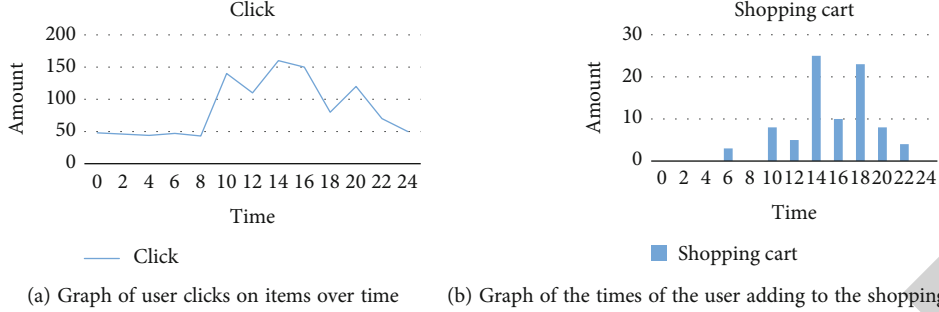 Click
200
150
100
50
0
Amount
0 2 4 6 8 10 12 14 16 18 20 22 24
Time
Click
(a) Graph of user clicks on items over time
Shopping cart
30
20
10
0
Amount
0 2 4 6 8 10 12 14 16 18 20 22 24
Time
Shopping cart
(b) Graph of the times of the user adding to the shopping